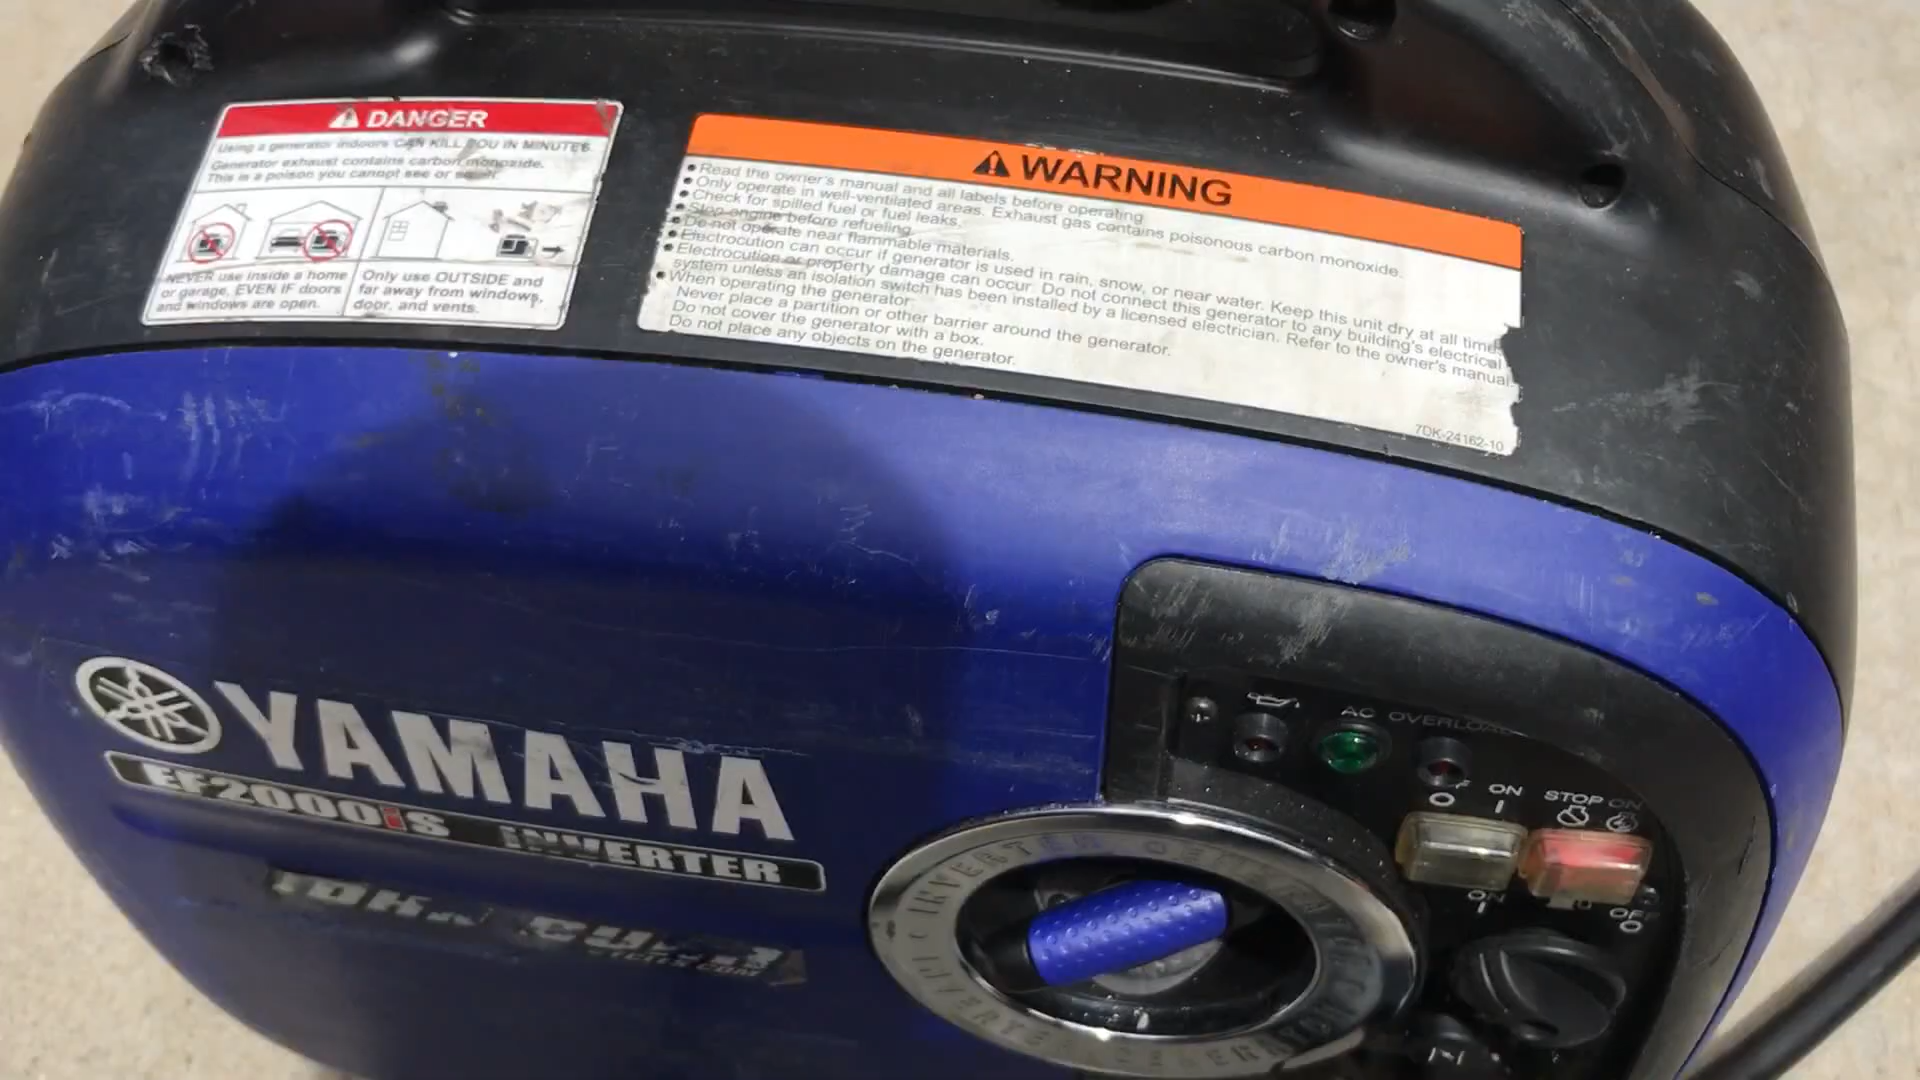 DANGER
Using a generator indoors CAN KILL YOU IN MINUTES.
Generator exhaust contains carbon monoxide.
This is a poison you cannot see or smell.
NEVER use inside a home
or garage, EVEN IF doors
and windows are open.
Only use OUTSIDE and
far away from windows,
door, and vents.
WARNING
• Read the owner's manual and all labels before operating
• Only operate in well-ventilated areas. Exhaust gas contains poisonous carbon monoxide.
• Check for spilled fuel or fuel leaks.
• Stop engine before refueling.
• Do not operate near flammable materials.
• Electrocution can occur if generator is used in rain, snow, or near water. Keep this unit dry at all times
• Electrocution or property damage can occur. Do not connect this generator to any building's electrical
system unless an isolation switch has been installed by a licensed electrician. Refer to the owner's manual.
• When operating the generator
Never place a partition or other barrier around the generator.
Do not cover the generator with a box.
Do not place any objects on the generator.
7DK-24162-10
YAMAHA
EF2000iS INVERTER
AC OVERLOAD
ON
STOP ON
ON
OFF
INVERTER